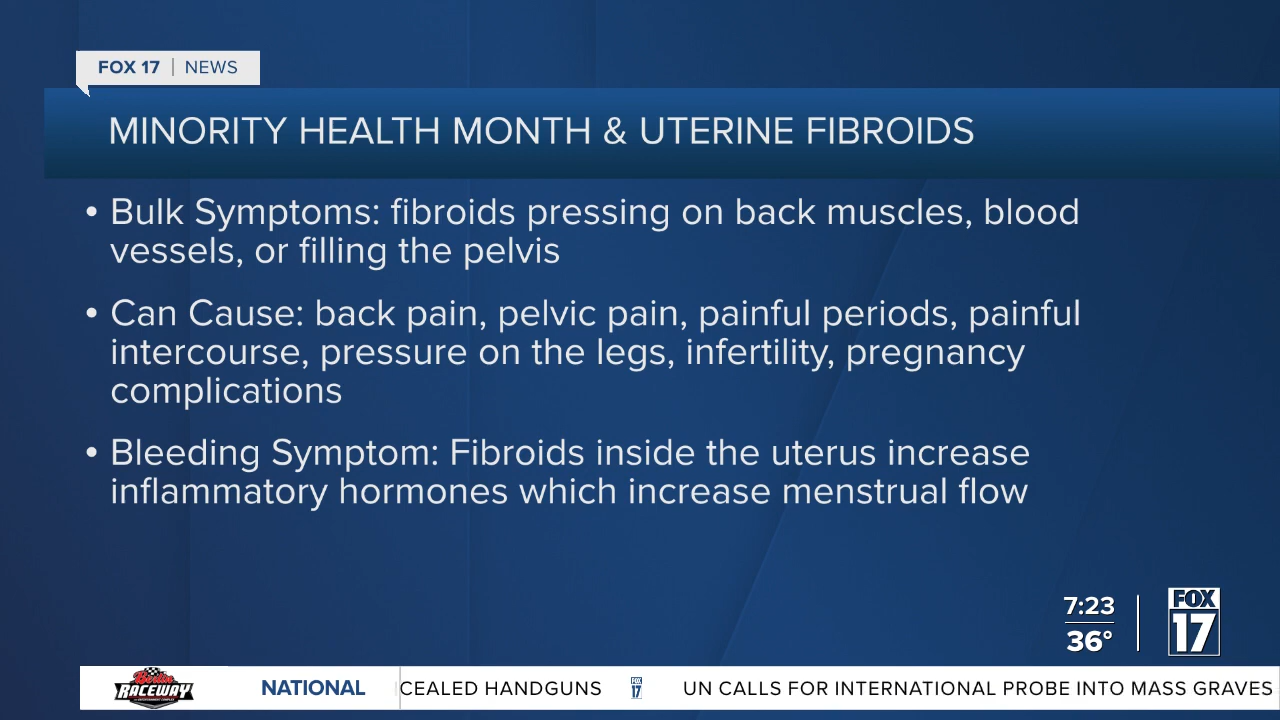 FOX 17 | NEWS
MINORITY HEALTH MONTH & UTERINE FIBROIDS
• Bulk Symptoms: fibroids pressing on back muscles, blood
vessels, or filling the pelvis
• Can Cause: back pain, pelvic pain, painful periods, painful
intercourse, pressure on the legs, infertility, pregnancy
complications
• Bleeding Symptom: Fibroids inside the uterus increase
inflammatory hormones which increase menstrual flow
7:23
36°
FOX
17
Berlin
RACEWAY
NATIONAL
CEALED HANDGUNS FOX 17 UN CALLS FOR INTERNATIONAL PROBE INTO MASS GRAVES